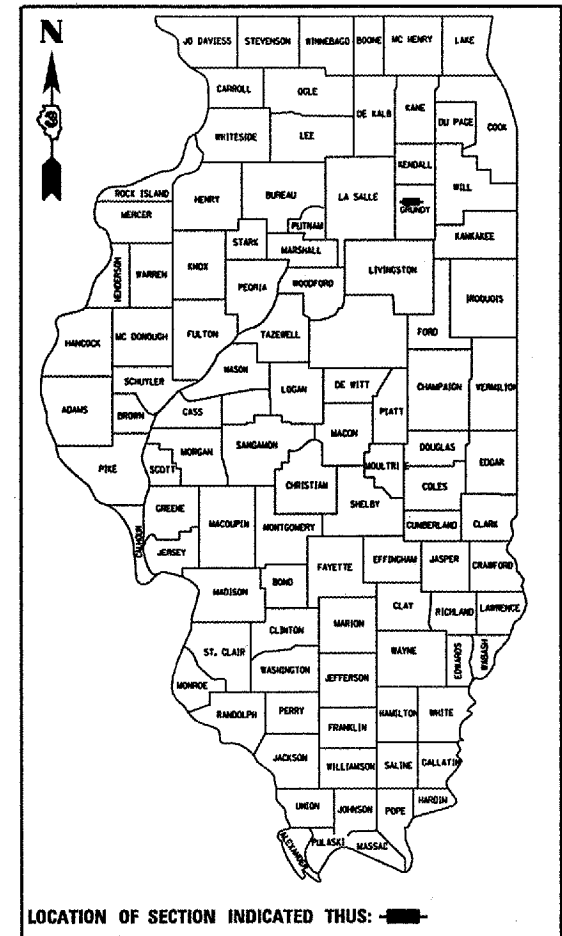 N
JO DAVIESS STEVENSON WINNEBAGO BOONE MC HENRY LAKE
CARROLL OGLE DE KALB KANE DU PAGE COOK
WHITESIDE LEE KENDALL WILL
ROCK ISLAND HENRY BUREAU LA SALLE GRUNDY
MERCER PUTNAM KANKAKEE
HENDERSON WARREN KNOX STARK MARSHALL LIVINGSTON
PEORIA WOODFORD IROQUOIS
HANCOCK MC DONOUGH FULTON TAZEWELL FORD
SCHUYLER MASON LOGAN DE WITT CHAMPAION VERMILION
ADAMS BROWN CASS PIATT
PIKE SCOTT MORGAN SANGAMON MACON DOUGLAS EDGAR
CHRISTIAN MOULTRIE COLES
GREENE SHELBY
CALHOUN JERSEY MACOUPIN MONTGOMERY CUMBERLAND CLARK
MADISON BOND FAYETTE EFFINGHAM JASPER CRAWFORD
CLINTON MARION CLAY RICHLAND LAWRENCE
ST. CLAIR WASHINGTON JEFFERSON WAYNE EDWARDS WABASH
MONROE
RANDOLPH PERRY FRANKLIN HAMILTON WHITE
JACKSON WILLIAMSON SALINE GALLATIN
UNION JOHNSON POPE HARDIN
ALEXANDER PULASKI MASSAC
LOCATION OF SECTION INDICATED THUS: